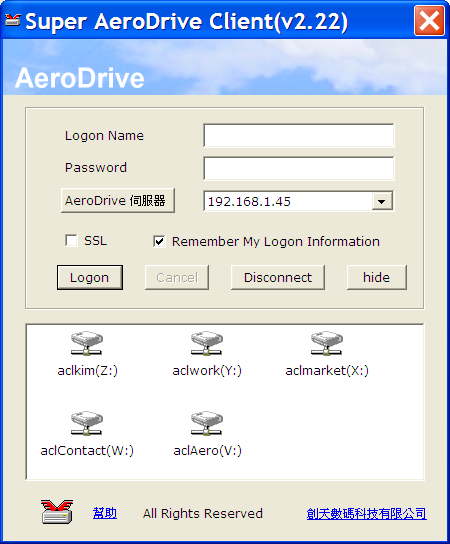 Super AeroDrive Client(v2.22)
AeroDrive
Logon Name
Password
AeroDrive 伺服器 192.168.1.45
SSL Remember My Logon Information
Logon Cancel Disconnect hide
aclkim(Z:) aclwork(Y:) aclmarket(X:)
aclContact(W:) aclAero(V:)
幫助 All Rights Reserved 創天數碼科技有限公司